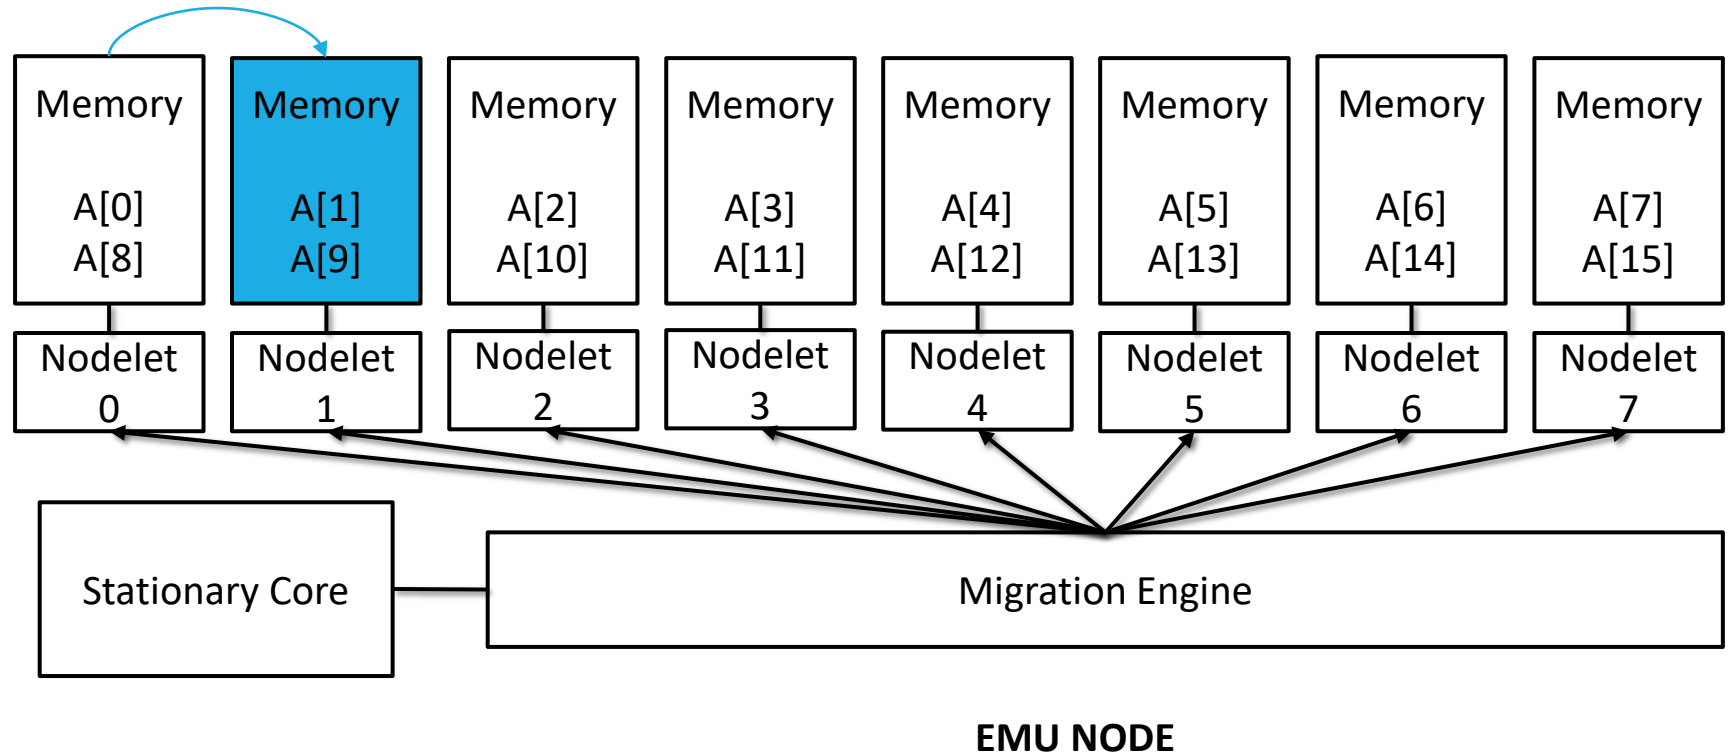 Memory
A[0]
A[8]
Memory
A[1]
A[9]
Memory
A[2]
A[10]
Memory
A[3]
A[11]
Memory
A[4]
A[12]
Memory
A[5]
A[13]
Memory
A[6]
A[14]
Memory
A[7]
A[15]
Nodelet
0
Nodelet
1
Nodelet
2
Nodelet
3
Nodelet
4
Nodelet
5
Nodelet
6
Nodelet
7
Stationary Core
Migration Engine
EMU NODE